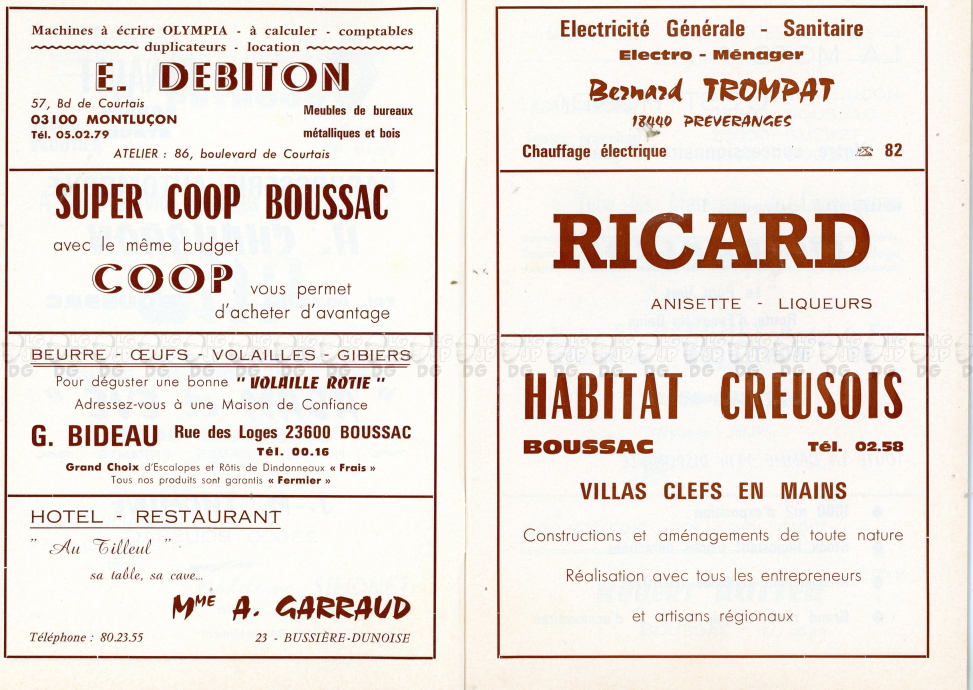 Machines à écrire OLYMPIA - à calculer - comptables
duplicateurs - location
E. DEBITON
57, Bd de Courtais
03100 MONTLUÇON
Tél. 05.02.79
Meubles de bureaux
métalliques et bois
ATELIER : 86, boulevard de Courtais
SUPER COOP BOUSSAC
avec le même budget
COOP vous permet
d'acheter d'avantage
BEURRE - ŒUFS - VOLAILLES - GIBIERS
Pour déguster une bonne " VOLAILLE ROTIE "
Adressez-vous à une Maison de Confiance
G. BIDEAU Rue des Loges 23600 BOUSSAC
Tél. 00.16
Grand Choix d'Escalopes et Rôtis de Dindonneaux « Frais »
Tous nos produits sont garantis « Fermier »
HOTEL - RESTAURANT
" Au Tilleul "
sa table, sa cave...
Mme A. GARRAUD
Téléphone : 80.23.55 23 - BUSSIÈRE-DUNOISE
Electricité Générale - Sanitaire
Electro - Ménager
Bernard TROMPAT
18440 PREVERANGES
Chauffage électrique ☎ 82
RICARD
ANISETTE - LIQUEURS
HABITAT CREUSOIS
BOUSSAC Tél. 02.58
VILLAS CLEFS EN MAINS
Constructions et aménagements de toute nature
Réalisation avec tous les entrepreneurs
et artisans régionaux